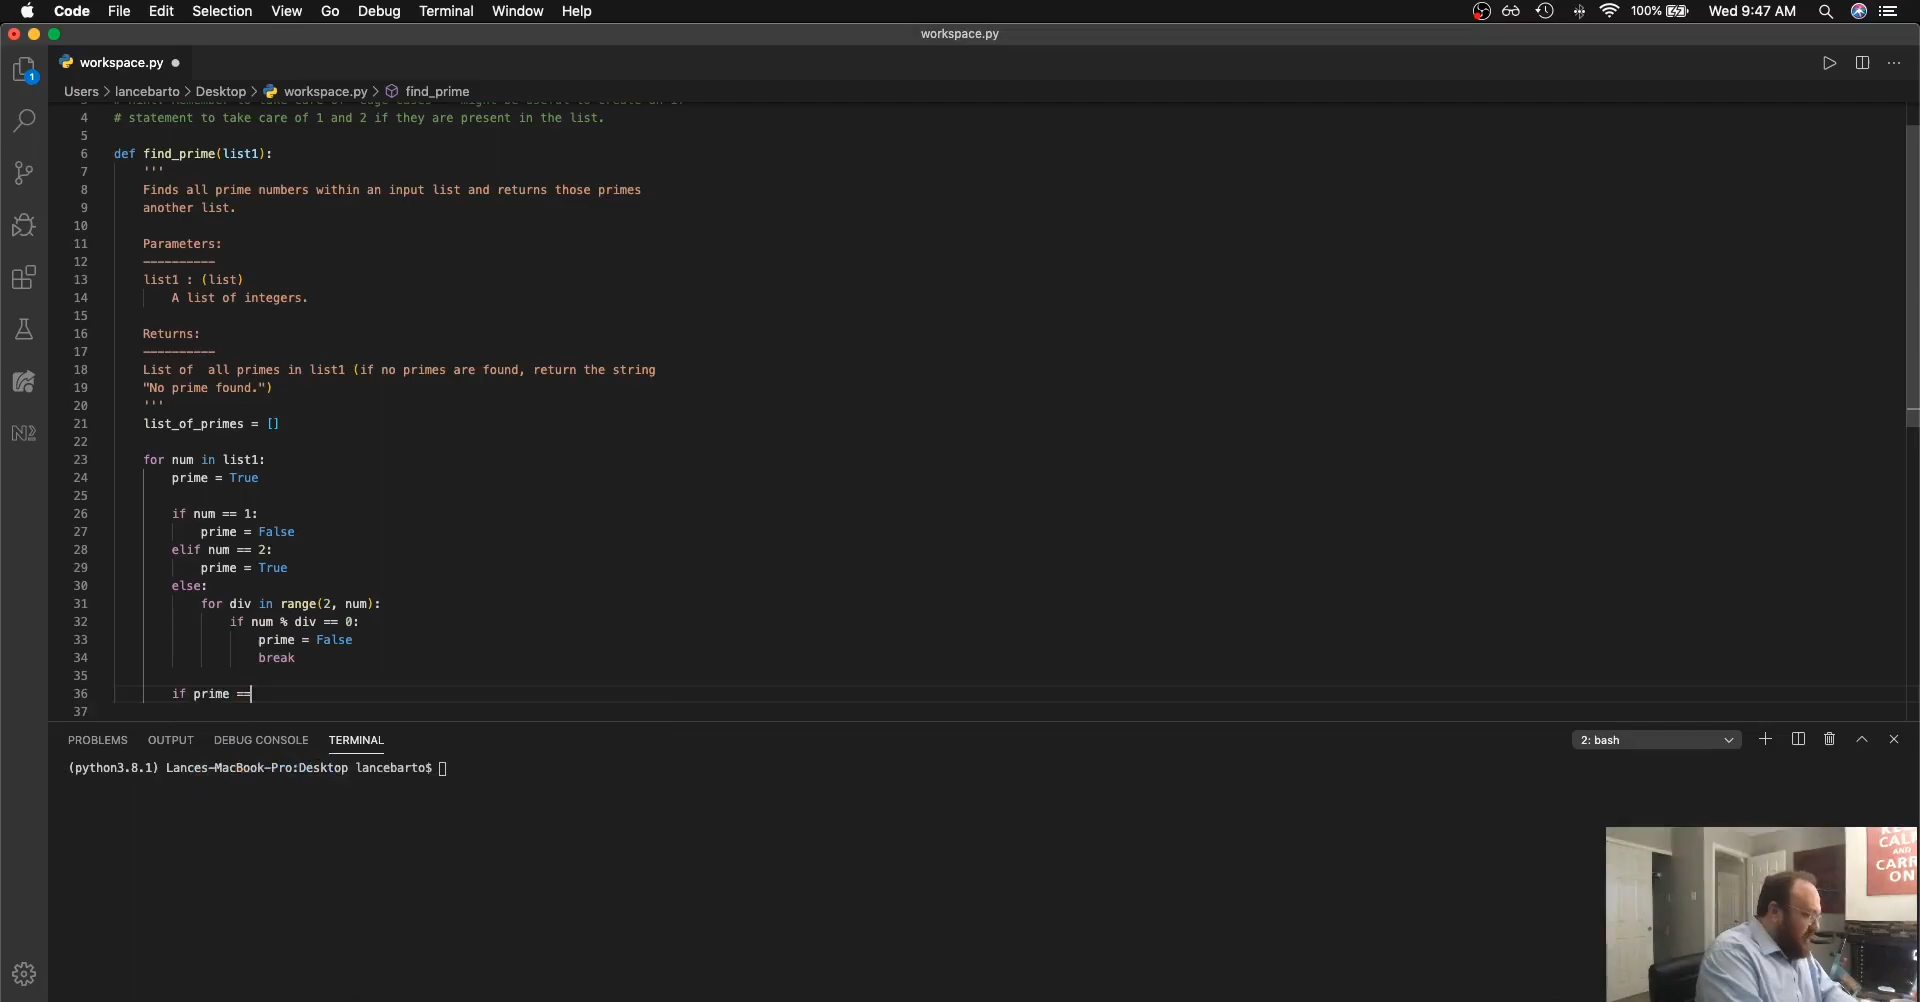 Code File Edit Selection View Go Debug Terminal Window Help 100% Wed 9:47 AM
workspace.py
1 workspace.py
Users > lancebarto > Desktop > workspace.py > find_prime
4 # statement to take care of 1 and 2 if they are present in the list.
5
6 def find_prime(list1):
7 '''
8 Finds all prime numbers within an input list and returns those primes
9 another list.
10
11 Parameters:
12 ----------
13 list1 : (list)
14 A list of integers.
15
16 Returns:
17 ----------
18 List of  all primes in list1 (if no primes are found, return the string
19 "No prime found.")
20 '''
21 list_of_primes = []
22
23 for num in list1:
24 prime = True
25
26 if num == 1:
27 prime = False
28 elif num == 2:
29 prime = True
30 else:
31 for div in range(2, num):
32 if num % div == 0:
33 prime = False
34 break
35
36 if prime ==
37
PROBLEMS OUTPUT DEBUG CONSOLE TERMINAL 2: bash
(python3.8.1) Lances-MacBook-Pro:Desktop lancebarto$
CALM
AND
CARRY
ON